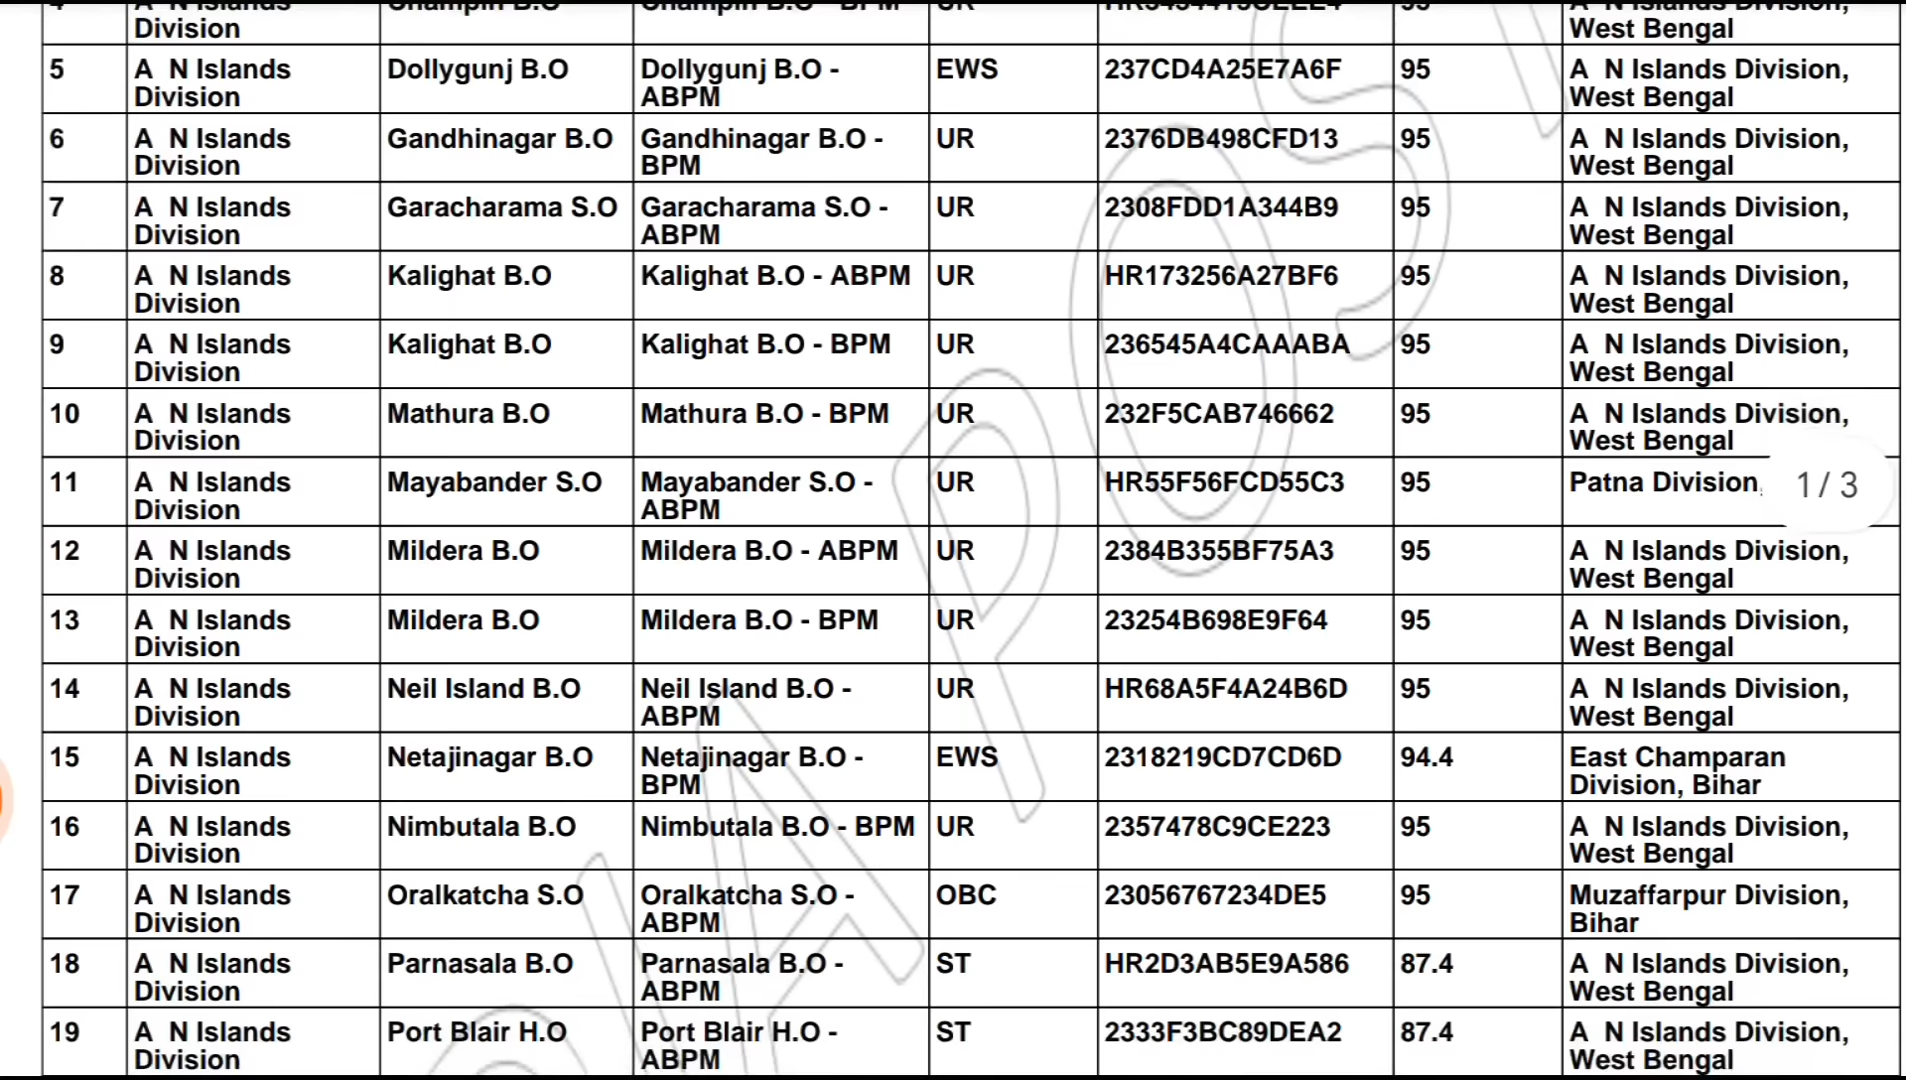 Division West Bengal
5 A N Islands Dollygunj B.O Dollygunj B.O - EWS 237CD4A25E7A6F 95 A N Islands Division,
Division ABPM West Bengal
6 A N Islands Gandhinagar B.O Gandhinagar B.O - UR 2376DB498CFD13 95 A N Islands Division,
Division BPM West Bengal
7 A N Islands Garacharama S.O Garacharama S.O - UR 2308FDD1A344B9 95 A N Islands Division,
Division ABPM West Bengal
8 A N Islands Kalighat B.O Kalighat B.O - ABPM UR HR173256A27BF6 95 A N Islands Division,
Division West Bengal
9 A N Islands Kalighat B.O Kalighat B.O - BPM UR 236545A4CAAABA 95 A N Islands Division,
Division West Bengal
10 A N Islands Mathura B.O Mathura B.O - BPM UR 232F5CAB746662 95 A N Islands Division,
Division West Bengal
11 A N Islands Mayabander S.O Mayabander S.O - UR HR55F56FCD55C3 95 Patna Division, 1 / 3
Division ABPM
12 A N Islands Mildera B.O Mildera B.O - ABPM UR 2384B355BF75A3 95 A N Islands Division,
Division West Bengal
13 A N Islands Mildera B.O Mildera B.O - BPM UR 23254B698E9F64 95 A N Islands Division,
Division West Bengal
14 A N Islands Neil Island B.O Neil Island B.O - UR HR68A5F4A24B6D 95 A N Islands Division,
Division ABPM West Bengal
15 A N Islands Netajinagar B.O Netajinagar B.O - EWS 2318219CD7CD6D 94.4 East Champaran
Division BPM Division, Bihar
16 A N Islands Nimbutala B.O Nimbutala B.O - BPM UR 2357478C9CE223 95 A N Islands Division,
Division West Bengal
17 A N Islands Oralkatcha S.O Oralkatcha S.O - OBC 23056767234DE5 95 Muzaffarpur Division,
Division ABPM Bihar
18 A N Islands Parnasala B.O Parnasala B.O - ST HR2D3AB5E9A586 87.4 A N Islands Division,
Division ABPM West Bengal
19 A N Islands Port Blair H.O Port Blair H.O - ST 2333F3BC89DEA2 87.4 A N Islands Division,
Division ABPM West Bengal